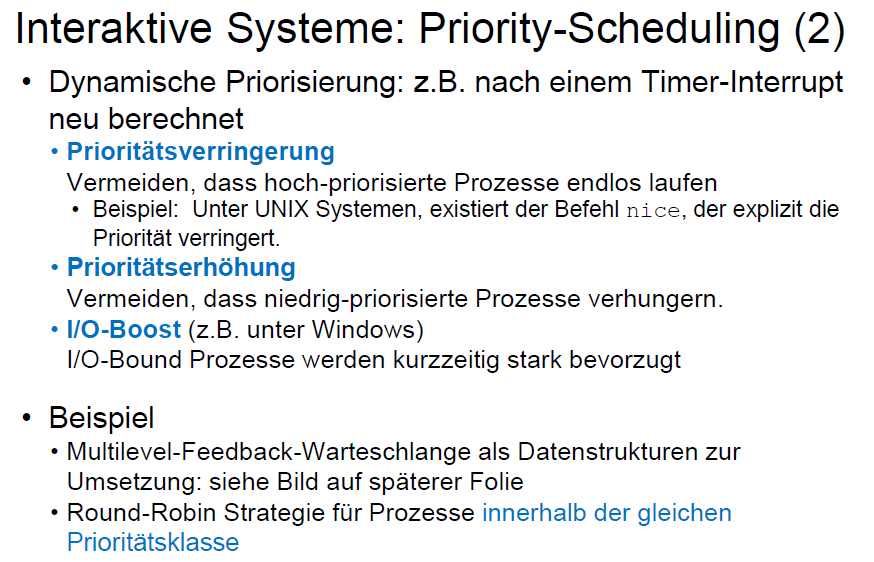 Interaktive Systeme: Priority-Scheduling (2)
• Dynamische Priorisierung: z.B. nach einem Timer-Interrupt
neu berechnet
• Prioritätsverringerung
Vermeiden, dass hoch-priorisierte Prozesse endlos laufen
• Beispiel: Unter UNIX Systemen, existiert der Befehl nice, der explizit die
Priorität verringert.
• Prioritätserhöhung
Vermeiden, dass niedrig-priorisierte Prozesse verhungern.
• I/O-Boost (z.B. unter Windows)
I/O-Bound Prozesse werden kurzzeitig stark bevorzugt
• Beispiel
• Multilevel-Feedback-Warteschlange als Datenstrukturen zur
Umsetzung: siehe Bild auf späterer Folie
• Round-Robin Strategie für Prozesse innerhalb der gleichen
Prioritätsklasse